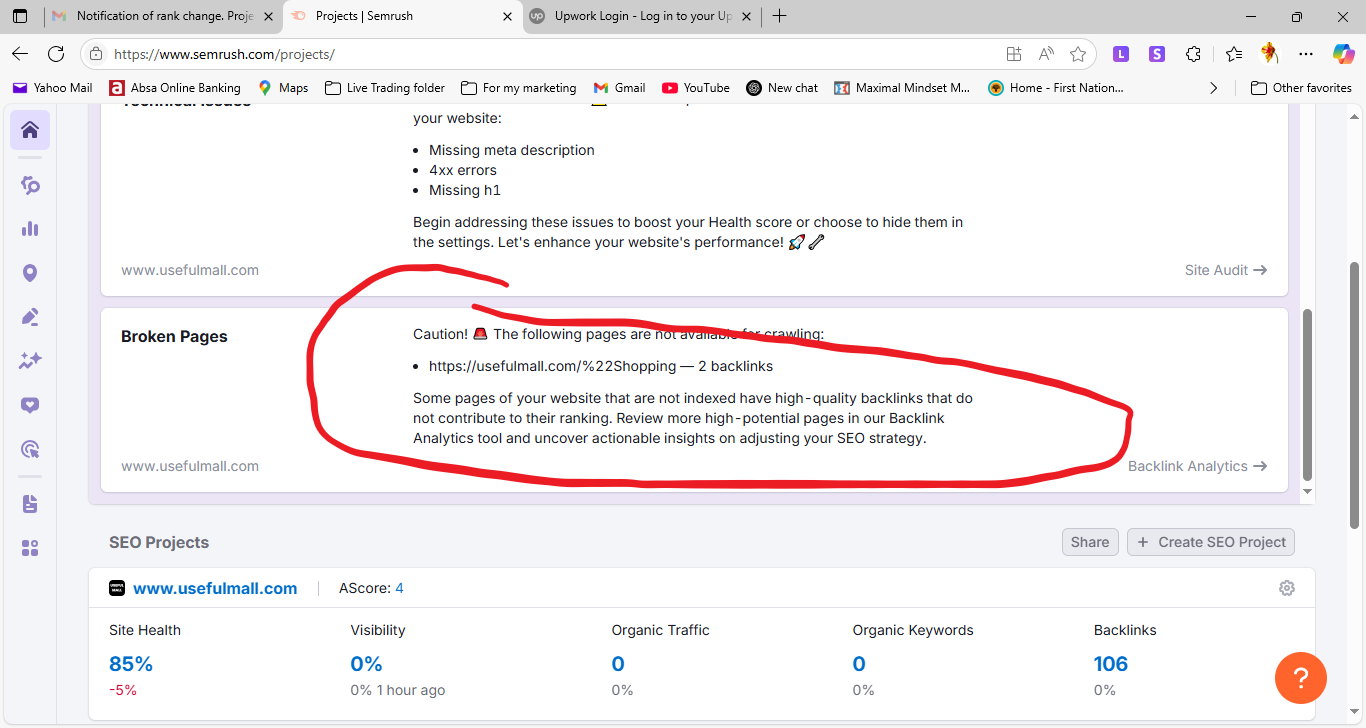 Notification of rank change. Proje
Projects | Semrush
Upwork Login - Log in to your Up
https://www.semrush.com/projects/
Yahoo Mail
Absa Online Banking
Maps
Live Trading folder
For my marketing
Gmail
YouTube
New chat
Maximal Mindset M...
Home - First Nation...
Other favorites
Technical Issues
your website:
• Missing meta description
• 4xx errors
• Missing h1
Begin addressing these issues to boost your Health score or choose to hide them in
the settings. Let's enhance your website's performance! 🚀🔧
www.usefulmall.com
Site Audit →
Broken Pages
Caution! 🚨 The following pages are not available for crawling:
• https://usefulmall.com/%22Shopping — 2 backlinks
Some pages of your website that are not indexed have high-quality backlinks that do
not contribute to their ranking. Review more high-potential pages in our Backlink
Analytics tool and uncover actionable insights on adjusting your SEO strategy.
www.usefulmall.com
Backlink Analytics →
SEO Projects
Share
+ Create SEO Project
USEFUL
MALL
www.usefulmall.com
AScore: 4
Site Health
Visibility
Organic Traffic
Organic Keywords
Backlinks
85%
0%
0
0
106
-5%
0% 1 hour ago
0%
0%
0%
?